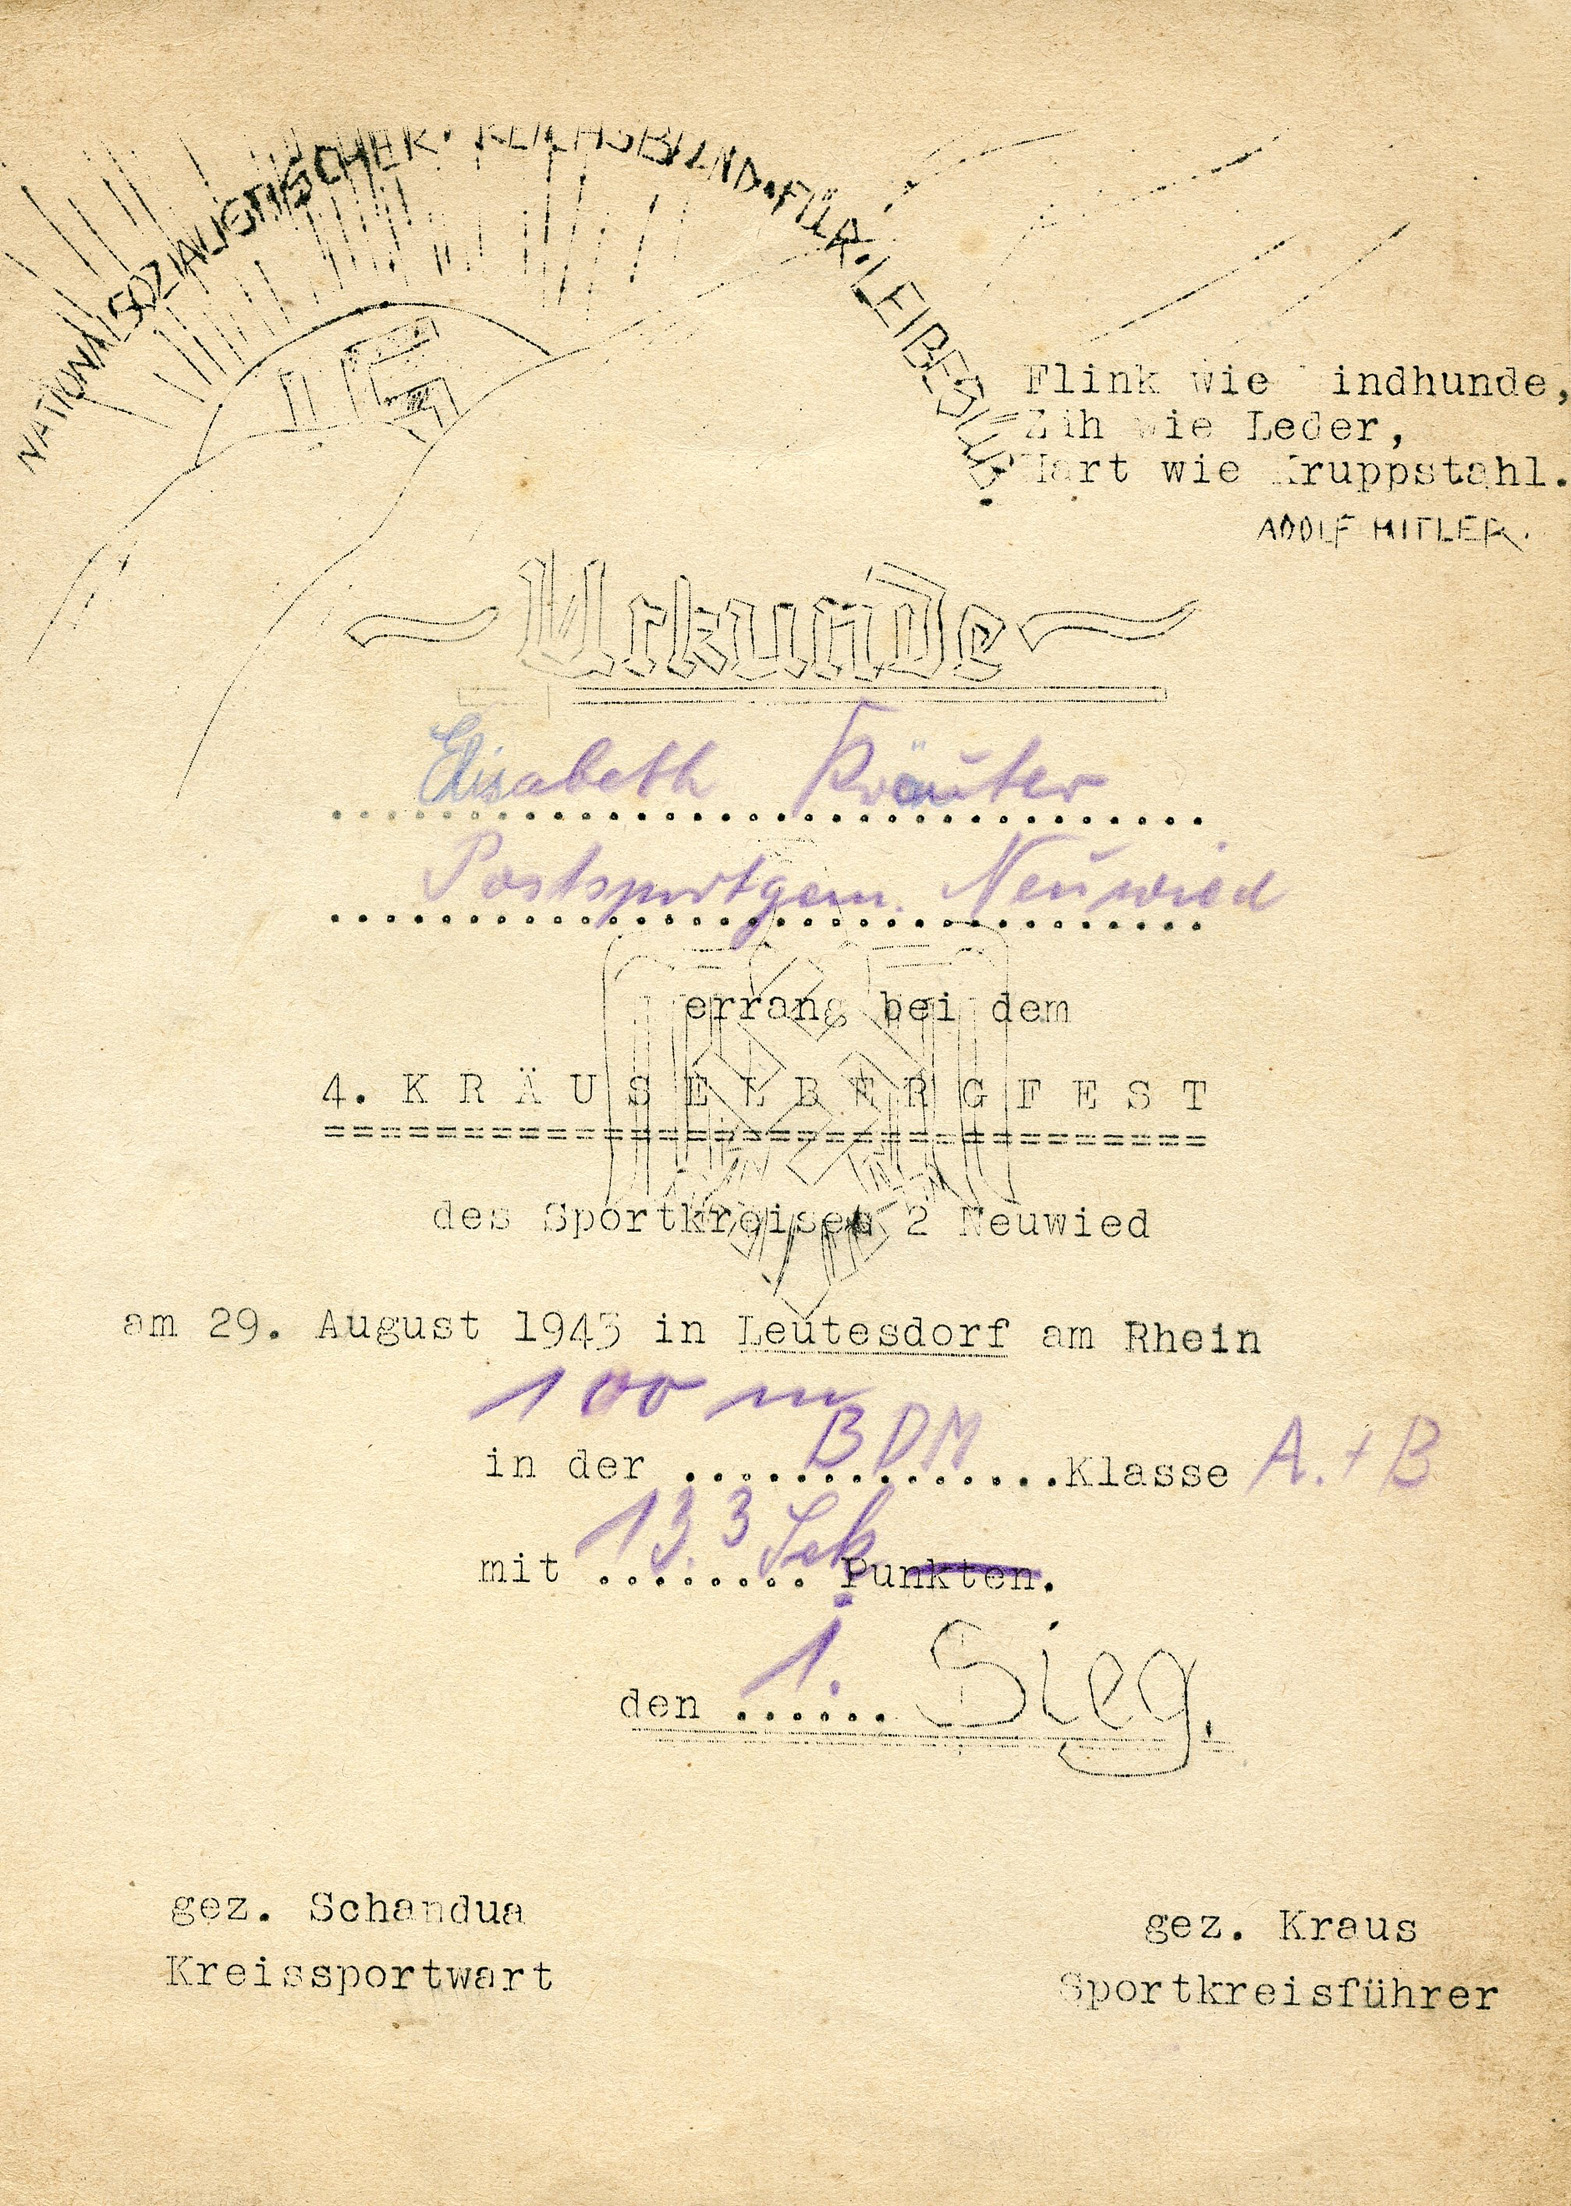 NATIONALSOZIALISTISCHER · REICHSBUND · FÜR · LEIBESÜB.
Flink wie indhunde,
Zäh wie Leder,
Hart wie Kruppstahl.
ADOLF HITLER.
Urkunde
Elisabeth Kräuter
Postsportgem. Neuwied
errang bei dem
4. KRÄUSELBERGFEST
des Sportkreises 2 Neuwied
am 29. August 1943 in Leutesdorf am Rhein
100 m
in der BDM Klasse A. + B
mit 13.3 Sek Punkten.
den 1. Sieg.
gez. Schandua
Kreissportwart
gez. Kraus
Sportkreisführer